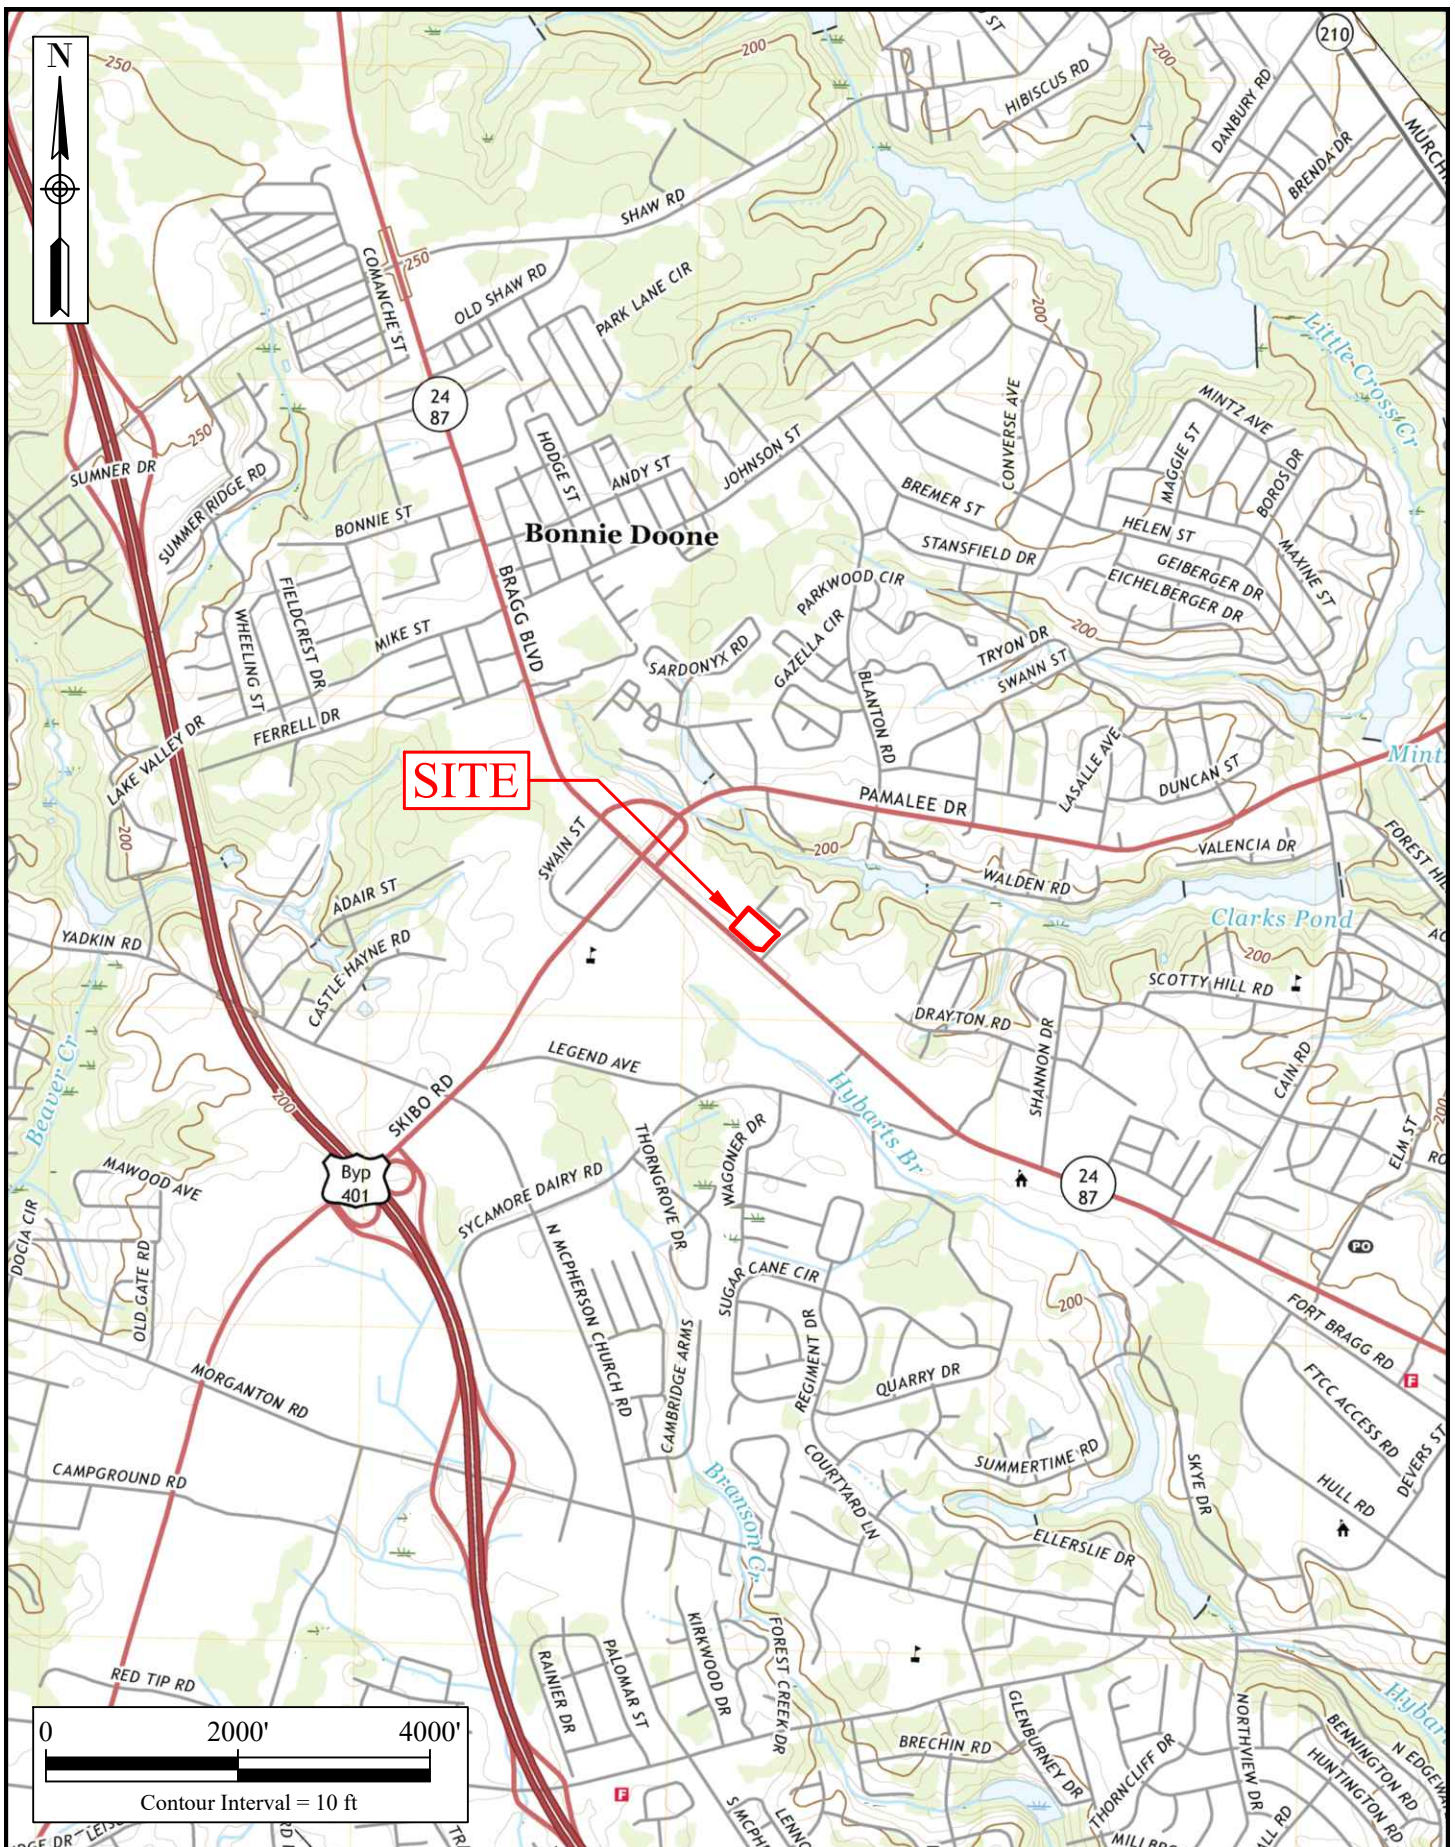 N
250
200
ST
210
HIBISCUS RD
200
DANBURY RD
BRENDA DR
SHAW RD
250
COMANCHE ST
OLD SHAW RD
PARK LANE CIR
200
Little Cross Cr
24
87
250
SUMNER DR
SUMMER RIDGE RD
HODGE ST
ANDY ST
JOHNSON ST
CONVERSE AVE
MINTZ AVE
MAGGIE ST
BOROS DR
BREMER ST
BONNIE ST
Bonnie Doone
HELEN ST
STANSFIELD DR
GEIBERGER DR
MAXINE ST
EICHELBERGER DR
BRAGG BLVD
PARKWOOD CIR
FIELDCREST DR
WHEELING ST
MIKE ST
GAZELLA CIR
SARDONYX RD
TRYON DR
200
SWANN ST
BLANTON RD
FERRELL DR
LAKE VALLEY DR
LASALLE AVE
DUNCAN ST
SITE
PAMALEE DR
200
SWAIN ST
200
VALENCIA DR
WALDEN RD
ADAIR ST
Clarks Pond
YADKIN RD
CASTLE HAYNE RD
200
SCOTTY HILL RD
DRAYTON RD
SHANNON DR
CAIN RD
Beaver Cr
LEGEND AVE
Hybarts Br
200
SKIBO RD
200
ELM ST
THORNGROVE DR
WAGONER DR
MAWOOD AVE
Byp
401
24
87
SYCAMORE DAIRY RD
DOCIA CIR
OLD GATE RD
N MCPHERSON CHURCH RD
SUGAR CANE CIR
PO
200
FORT BRAGG RD
CAMBRIDGE ARMS
REGIMENT DR
QUARRY DR
MORGANTON RD
F
FTCC ACCESS RD
CAMPGROUND RD
Branson Cr
COURTYARD LN
SUMMERTIME RD
SKYE DR
HULL RD
DEVERS ST
ELLERSLIE DR
RED TIP RD
RAINIER DR
PALOMAR ST
KIRKWOOD DR
FOREST CREEK DR
BRECHIN RD
GLENBURNEY DR
THORNCLIFF DR
NORTHVIEW DR
BENNINGTON RD
HUNTINGTON RD
0 2000' 4000'
Contour Interval = 10 ft
F